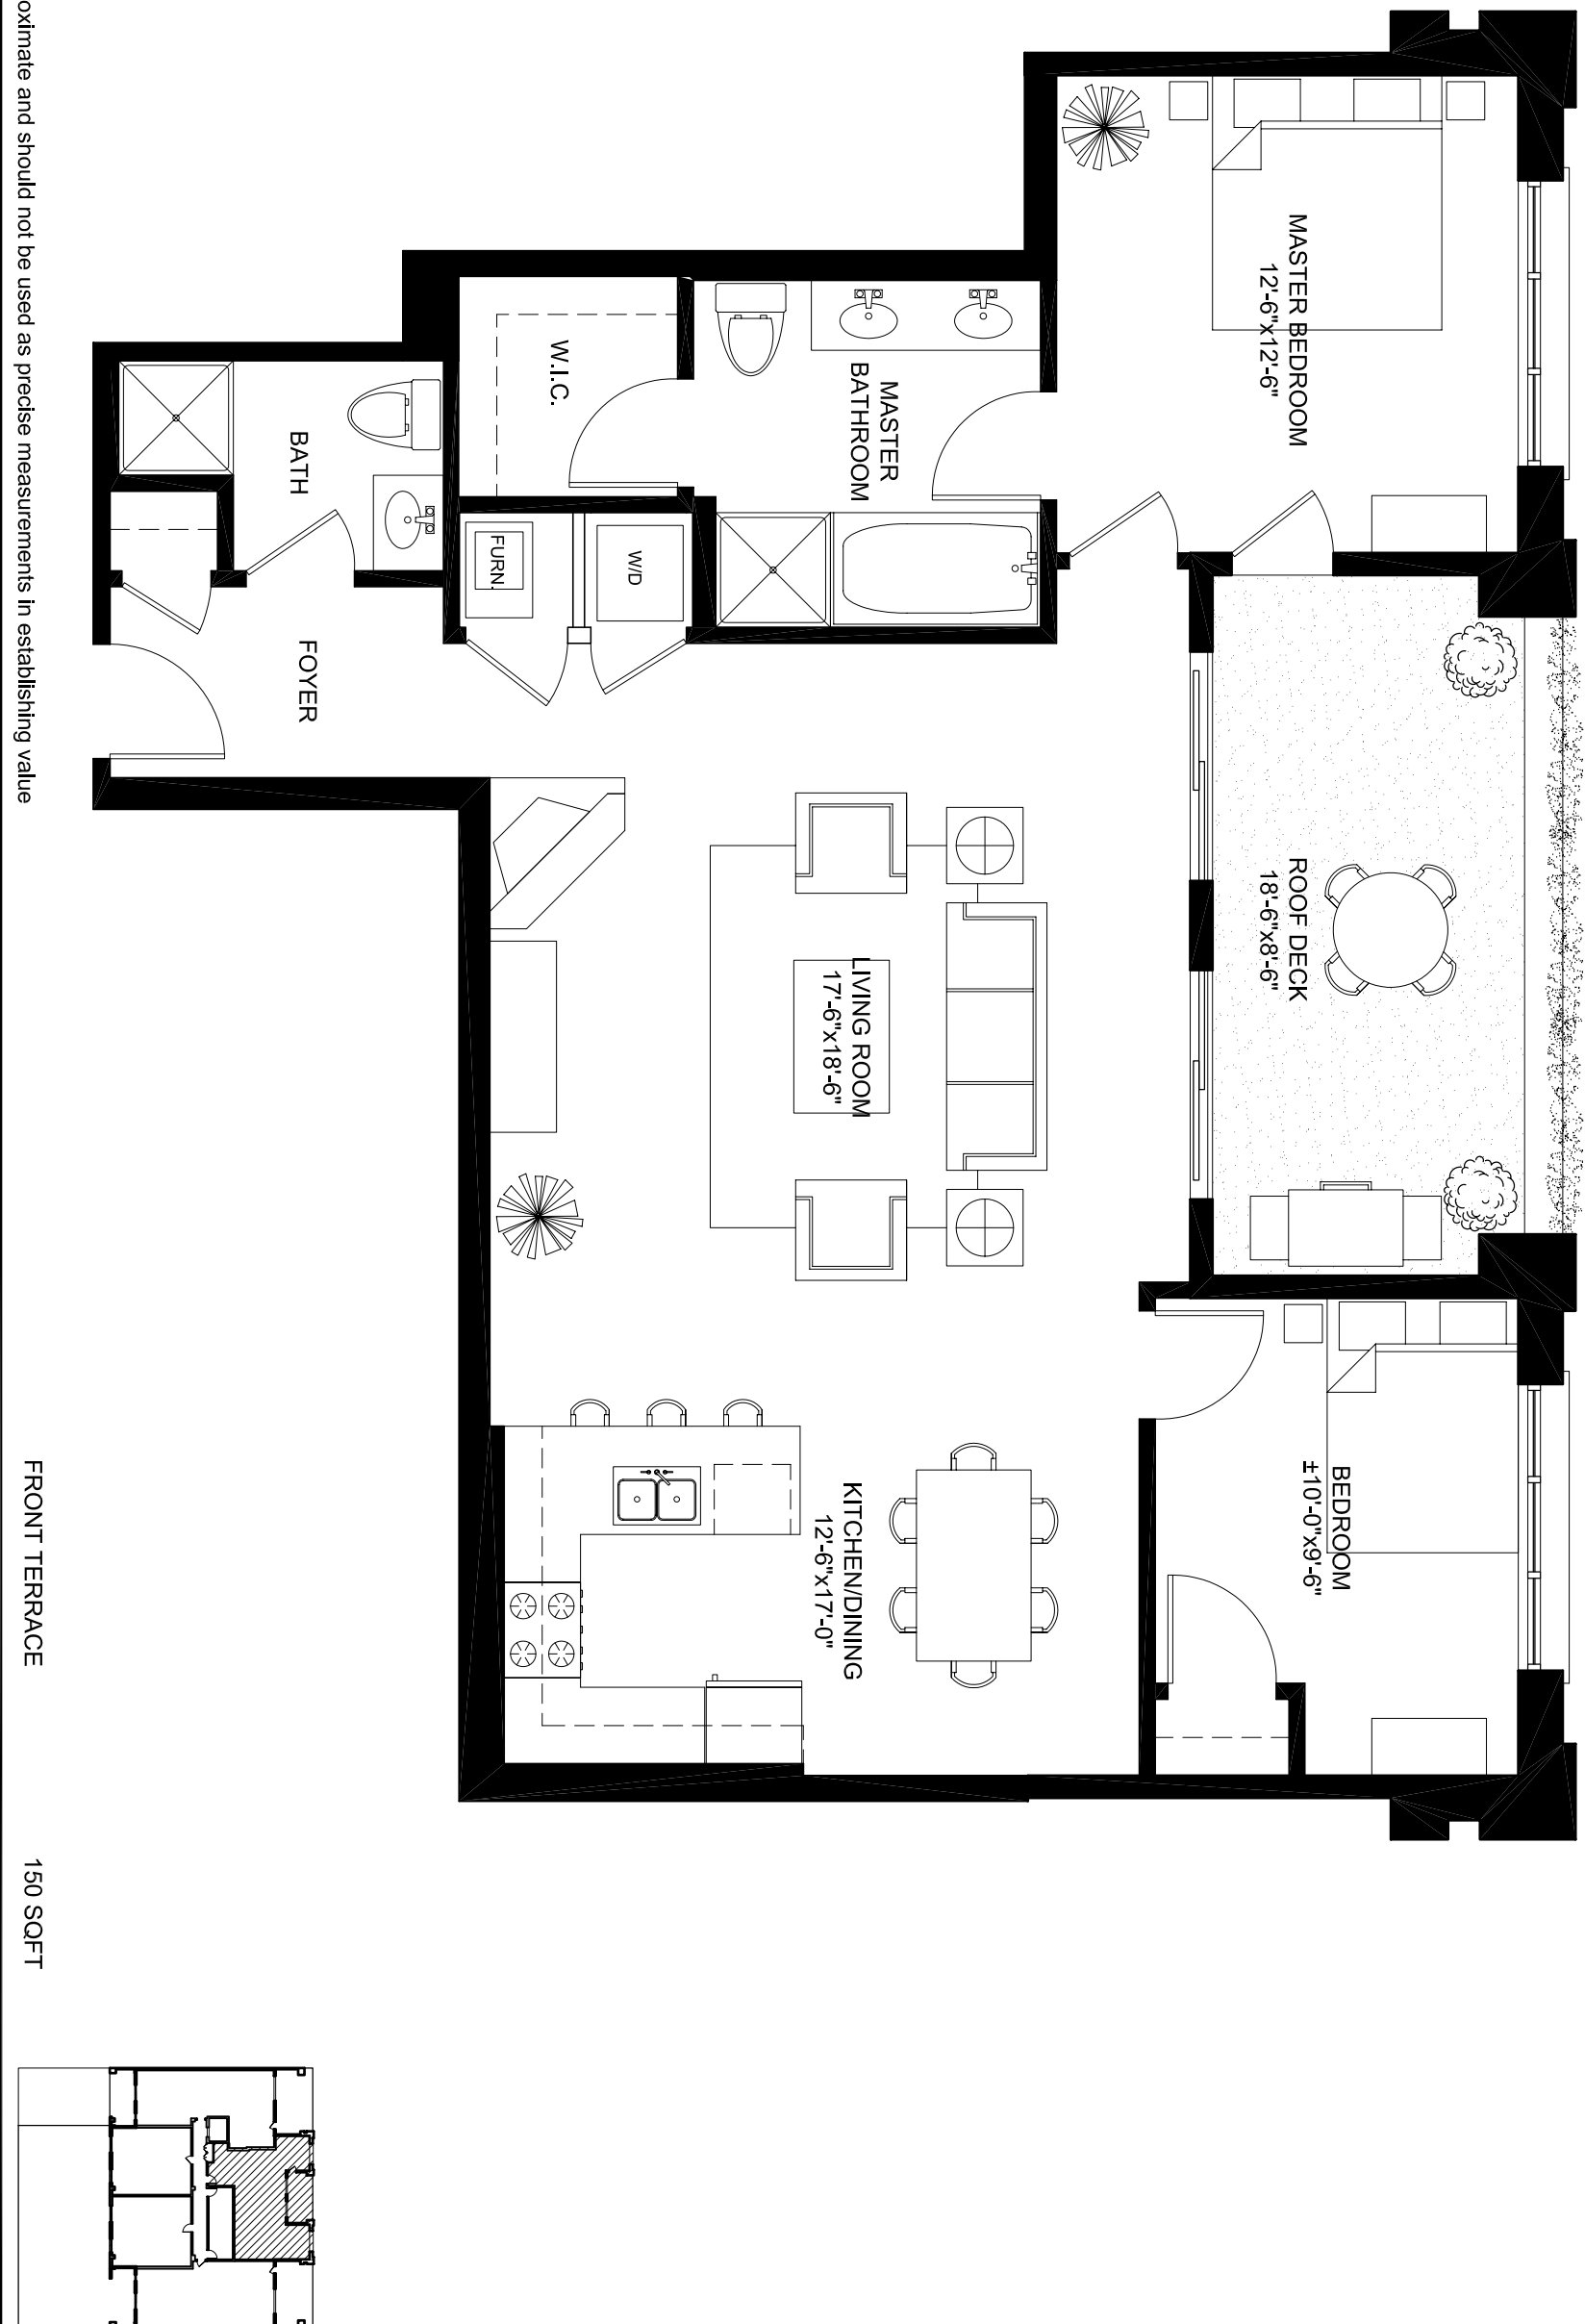 MASTER BEDROOM
12'-6"x12'-6"
ROOF DECK
18'-6"x8'-6"
BEDROOM
±10'-0"x9'-6"
MASTER
BATHROOM
LIVING ROOM
17'-6"x18'-6"
KITCHEN/DINING
12'-6"x17'-0"
W.I.C.
W/D
FURN.
BATH
FOYER
FRONT TERRACE 150 SQFT
oximate and should not be used as precise measurements in establishing value